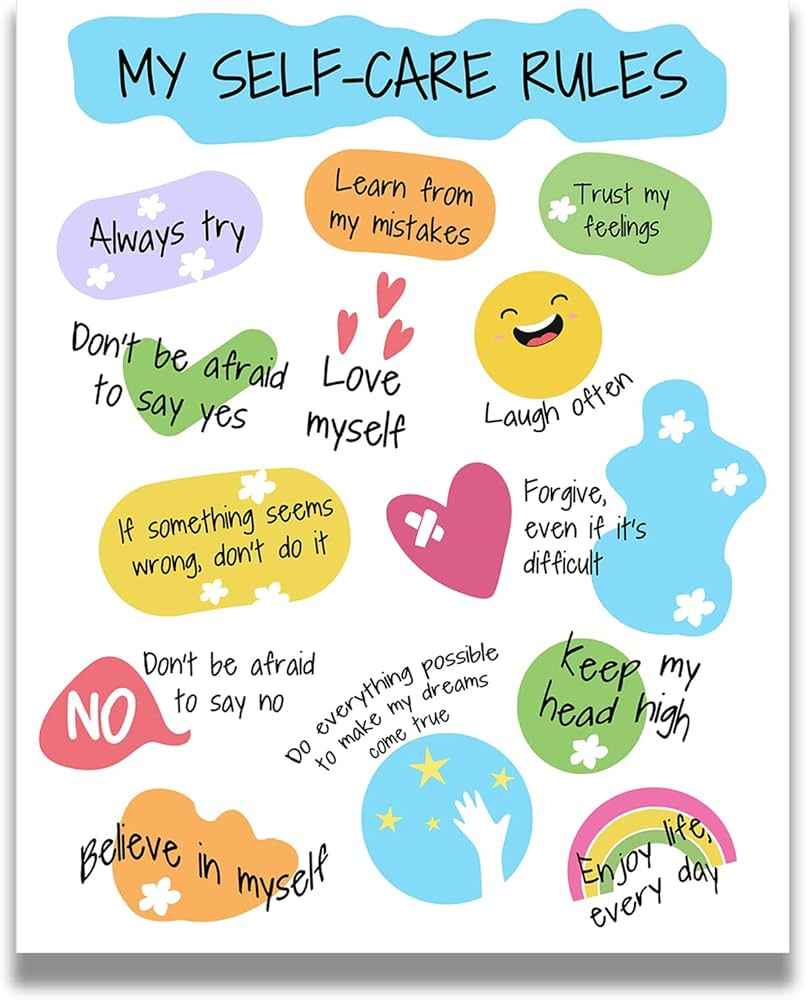 MY SELF-CARE RULES
Always try
Learn from
my mistakes
Trust my
feelings
Don't be afraid
to say yes
Love
myself
Laugh often
If something seems
wrong, don't do it
Forgive,
even if it's
difficult
NO
Don't be afraid
to say no
Do everything possible
to make my dreams
come true
Keep my
head high
Believe in myself
Enjoy life,
every day